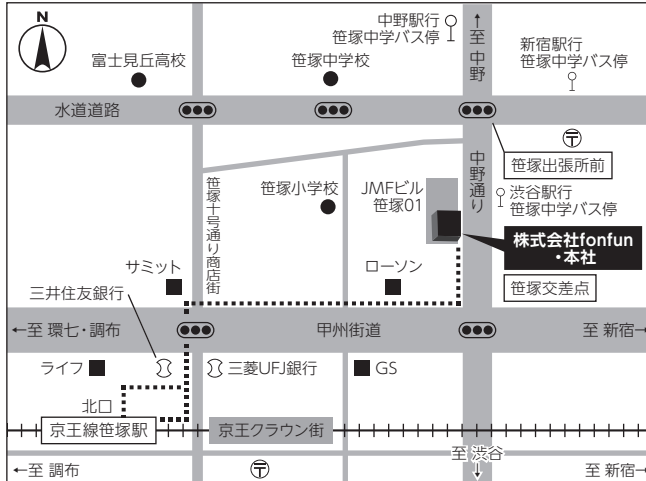 N
中野駅行
笹塚中学バス停
←至 中野
新宿駅行
笹塚中学バス停
富士見丘高校
笹塚中学校
水道道路
〒
笹塚出張所前
中野通り
渋谷駅行
笹塚中学バス停
笹塚十号通り商店街
笹塚小学校
JMFビル
笹塚01
株式会社fonfun
・本社
サミット
ローソン
三井住友銀行
笹塚交差点
←至 環七・調布
甲州街道
至 新宿→
ライフ
三菱UFJ銀行
GS
北口
京王線笹塚駅
京王クラウン街
至 渋谷
↓
←至 調布
〒
至 新宿→